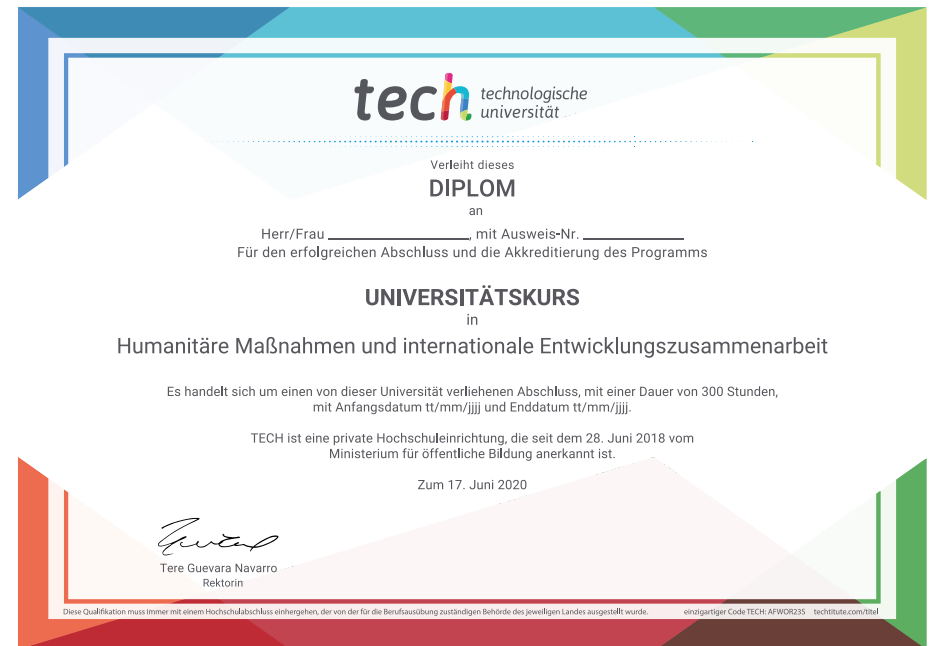 tech technologische
universität
Verleiht dieses
DIPLOM
an
Herr/Frau ____________________, mit Ausweis-Nr. ______________
Für den erfolgreichen Abschluss und die Akkreditierung des Programms
UNIVERSITÄTSKURS
in
Humanitäre Maßnahmen und internationale Entwicklungszusammenarbeit
Es handelt sich um einen von dieser Universität verliehenen Abschluss, mit einer Dauer von 300 Stunden,
mit Anfangsdatum tt/mm/jjjj und Enddatum tt/mm/jjjj.
TECH ist eine private Hochschuleinrichtung, die seit dem 28. Juni 2018 vom
Ministerium für öffentliche Bildung anerkannt ist.
Zum 17. Juni 2020
Tere Guevara Navarro
Rektorin
Diese Qualifikation muss immer mit einem Hochschulabschluss einhergehen, der von der für die Berufsausübung zuständigen Behörde des jeweiligen Landes ausgestellt wurde. einzigartiger Code TECH: AFWOR23S techtitute.com/titel